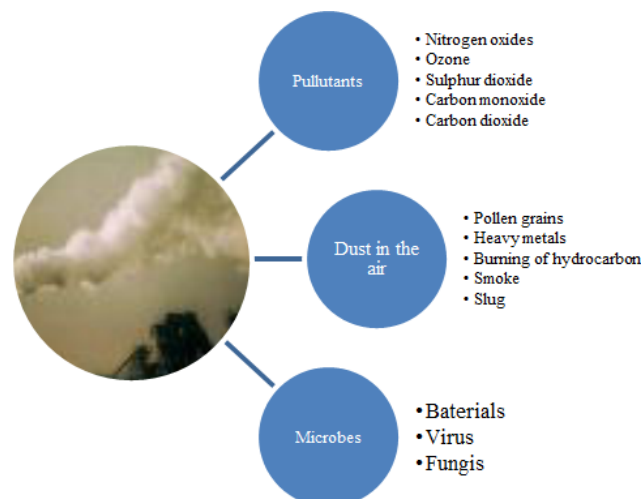 Pullutants
• Nitrogen oxides
• Ozone
• Sulphur dioxide
• Carbon monoxide
• Carbon dioxide
Dust in the
air
• Pollen grains
• Heavy metals
• Burning of hydrocarbon
• Smoke
• Slug
Microbes
• Baterials
• Virus
• Fungis